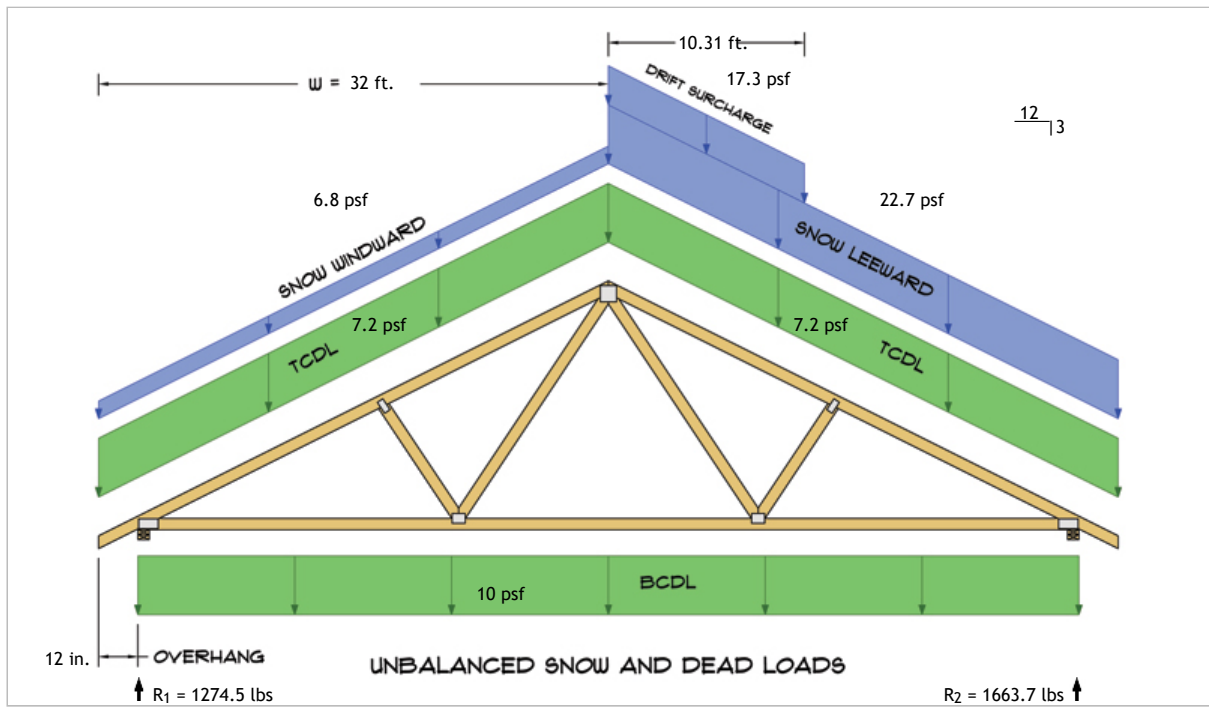 10.31 ft.
W = 32 ft.
DRIFT SURCHARGE
17.3 psf
12
3
6.8 psf
22.7 psf
SNOW WINDWARD
SNOW LEEWARD
7.2 psf
7.2 psf
TCDL
TCDL
10 psf
BCDL
12 in.
OVERHANG
UNBALANCED SNOW AND DEAD LOADS
R1 = 1274.5 lbs
R2 = 1663.7 lbs